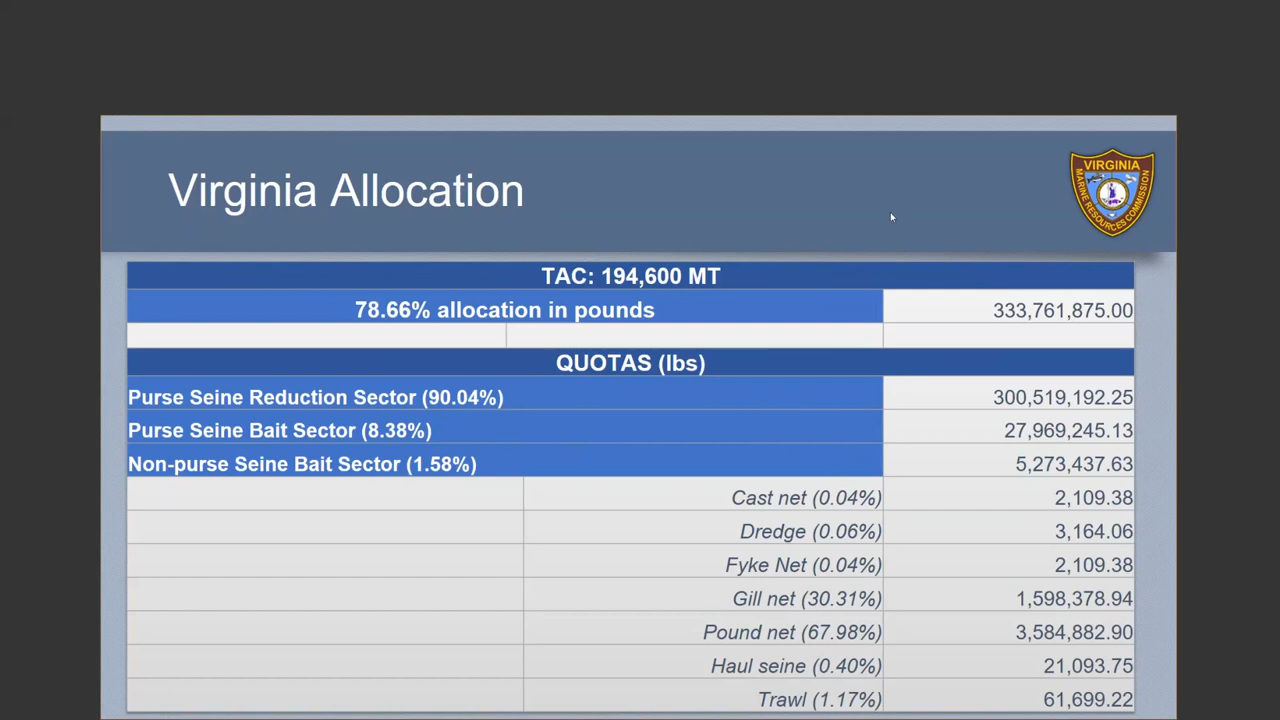 Virginia Allocation
VIRGINIA
MARINE RESOURCES COMMISSION
TAC: 194,600 MT
78.66% allocation in pounds 333,761,875.00
QUOTAS (lbs)
Purse Seine Reduction Sector (90.04%) 300,519,192.25
Purse Seine Bait Sector (8.38%) 27,969,245.13
Non-purse Seine Bait Sector (1.58%) 5,273,437.63
Cast net (0.04%) 2,109.38
Dredge (0.06%) 3,164.06
Fyke Net (0.04%) 2,109.38
Gill net (30.31%) 1,598,378.94
Pound net (67.98%) 3,584,882.90
Haul seine (0.40%) 21,093.75
Trawl (1.17%) 61,699.22